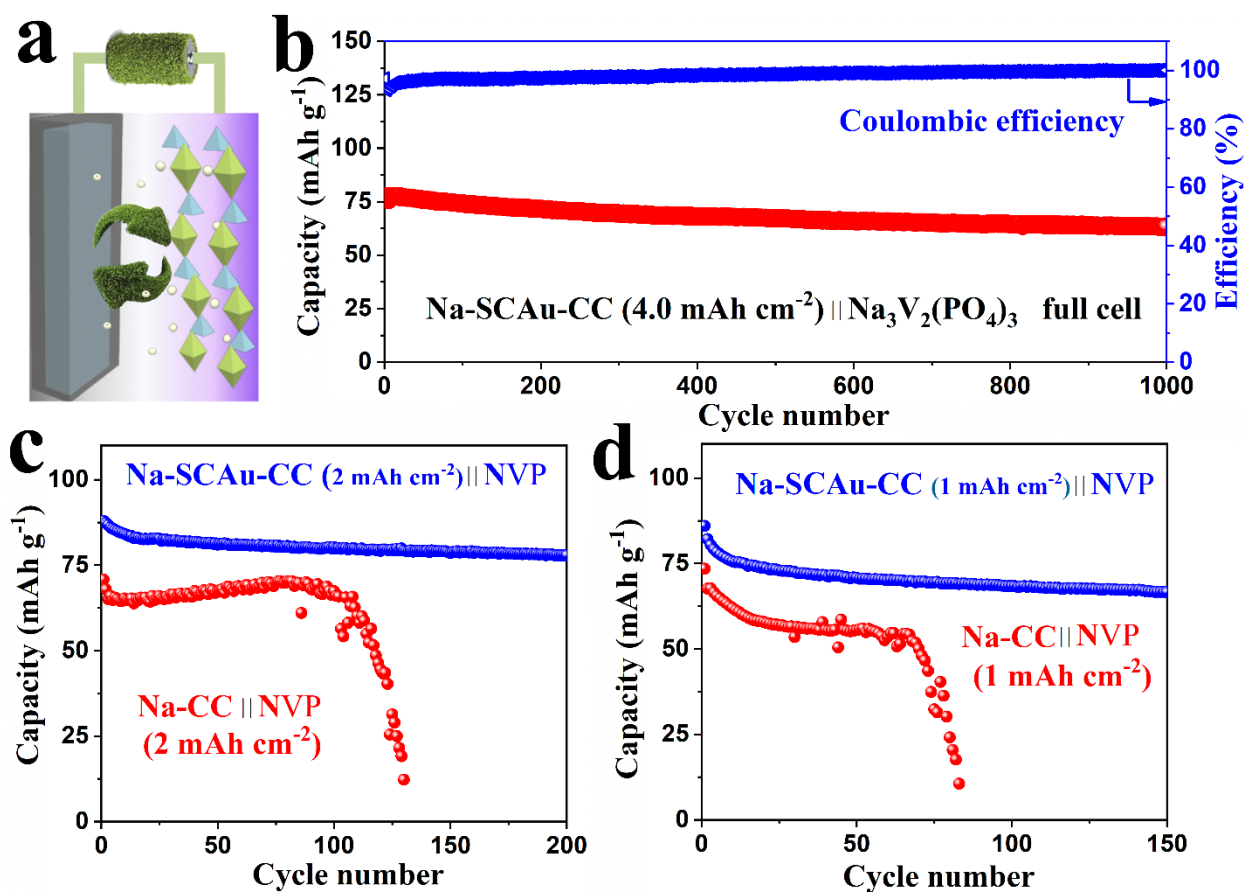 a
b
150
125
100
75
50
25
0
Capacity (mAh g⁻¹)
100
80
60
40
20
0
Efficiency (%)
Coulombic efficiency
Na-SCAu-CC (4.0 mAh cm⁻²) || Na₃V₂(PO₄)₃ full cell
0 200 400 600 800 1000
Cycle number
c
100
75
50
25
0
Capacity (mAh g⁻¹)
Na-SCAu-CC (2 mAh cm⁻²) || NVP
Na-CC || NVP
(2 mAh cm⁻²)
0 50 100 150 200
Cycle number
d
100
75
50
25
0
Capacity (mAh g⁻¹)
Na-SCAu-CC (1 mAh cm⁻²) || NVP
Na-CC || NVP
(1 mAh cm⁻²)
0 50 100 150
Cycle number